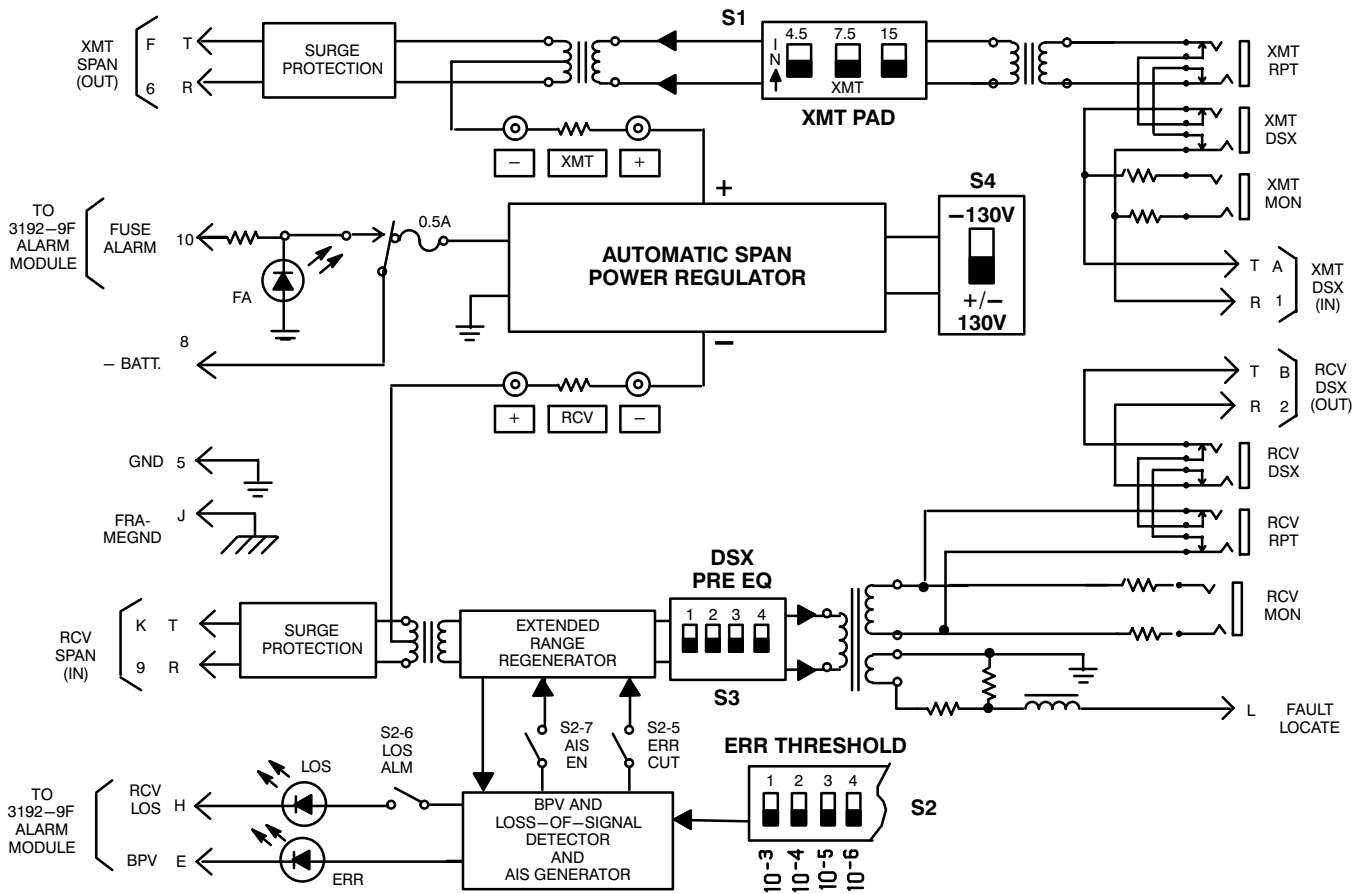 XMT
SPAN
(OUT)
F T
6 R
SURGE
PROTECTION
S1
I
N
4.5 7.5 15
XMT
XMT PAD
XMT
RPT
XMT
DSX
XMT
MON
T A
R 1
XMT
DSX
(IN)
− XMT +
+
TO
3192−9F
ALARM
MODULE
FUSE
ALARM
10
FA
0.5A
8
− BATT.
AUTOMATIC SPAN
POWER REGULATOR
S4
−130V
+/−
130V
−
+ RCV −
T B
R 2
RCV
DSX
(OUT)
RCV
DSX
RCV
RPT
RCV
MON
GND 5
FRA-
MEGND
J
RCV
SPAN
(IN)
K T
9 R
SURGE
PROTECTION
EXTENDED
RANGE
REGENERATOR
DSX
PRE EQ
1 2 3 4
S3
L FAULT
LOCATE
S2-6
LOS
ALM
S2-7
AIS
EN
S2-5
ERR
CUT
ERR THRESHOLD
1 2 3 4
S2
10-3 10-4 10-5 10-6
TO
3192−9F
ALARM
MODULE
RCV
LOS
H
LOS
BPV E
ERR
BPV AND
LOSS−OF−SIGNAL
DETECTOR
AND
AIS GENERATOR